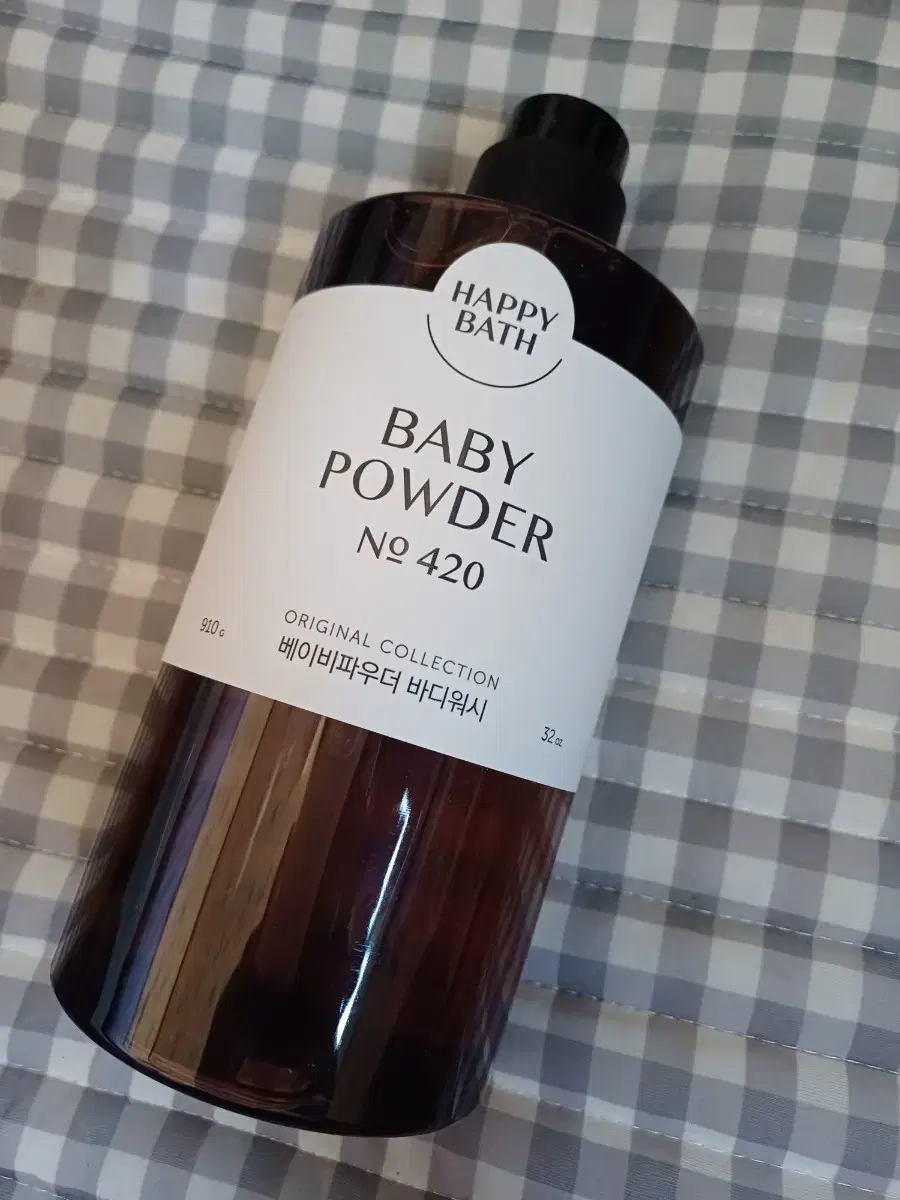 HAPPY
BATH
BABY
POWDER
Nº 420
910 G
ORIGINAL COLLECTION
베이비파우더 바디워시
32 oz